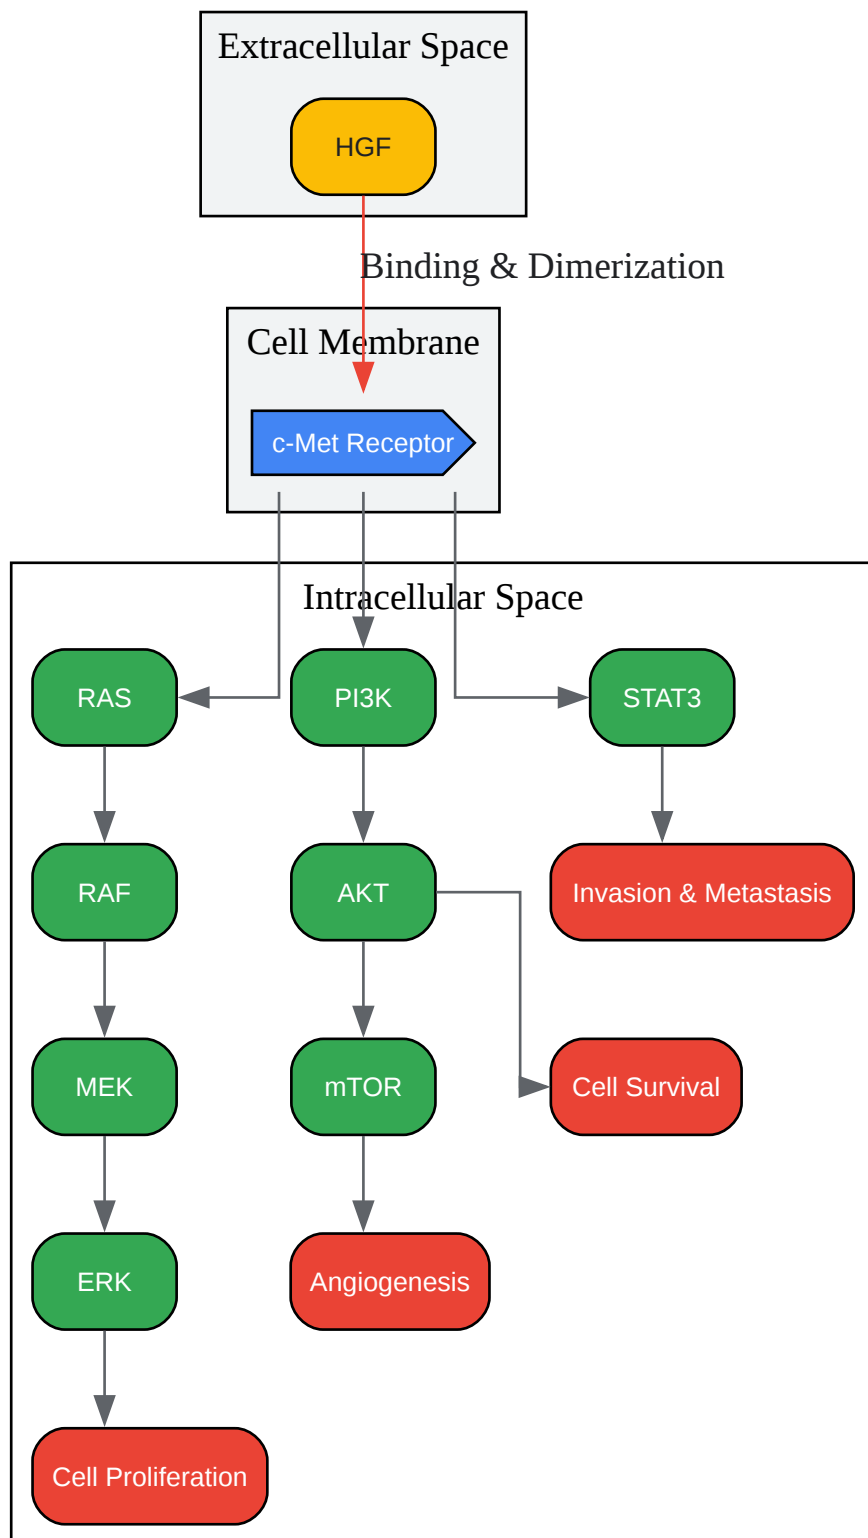 Extracellular Space
HGF
Binding & Dimerization
Cell Membrane
c-Met Receptor
Intracellular Space
RAS
PI3K
STAT3
RAF
AKT
Invasion & Metastasis
MEK
mTOR
Cell Survival
ERK
Angiogenesis
Cell Proliferation